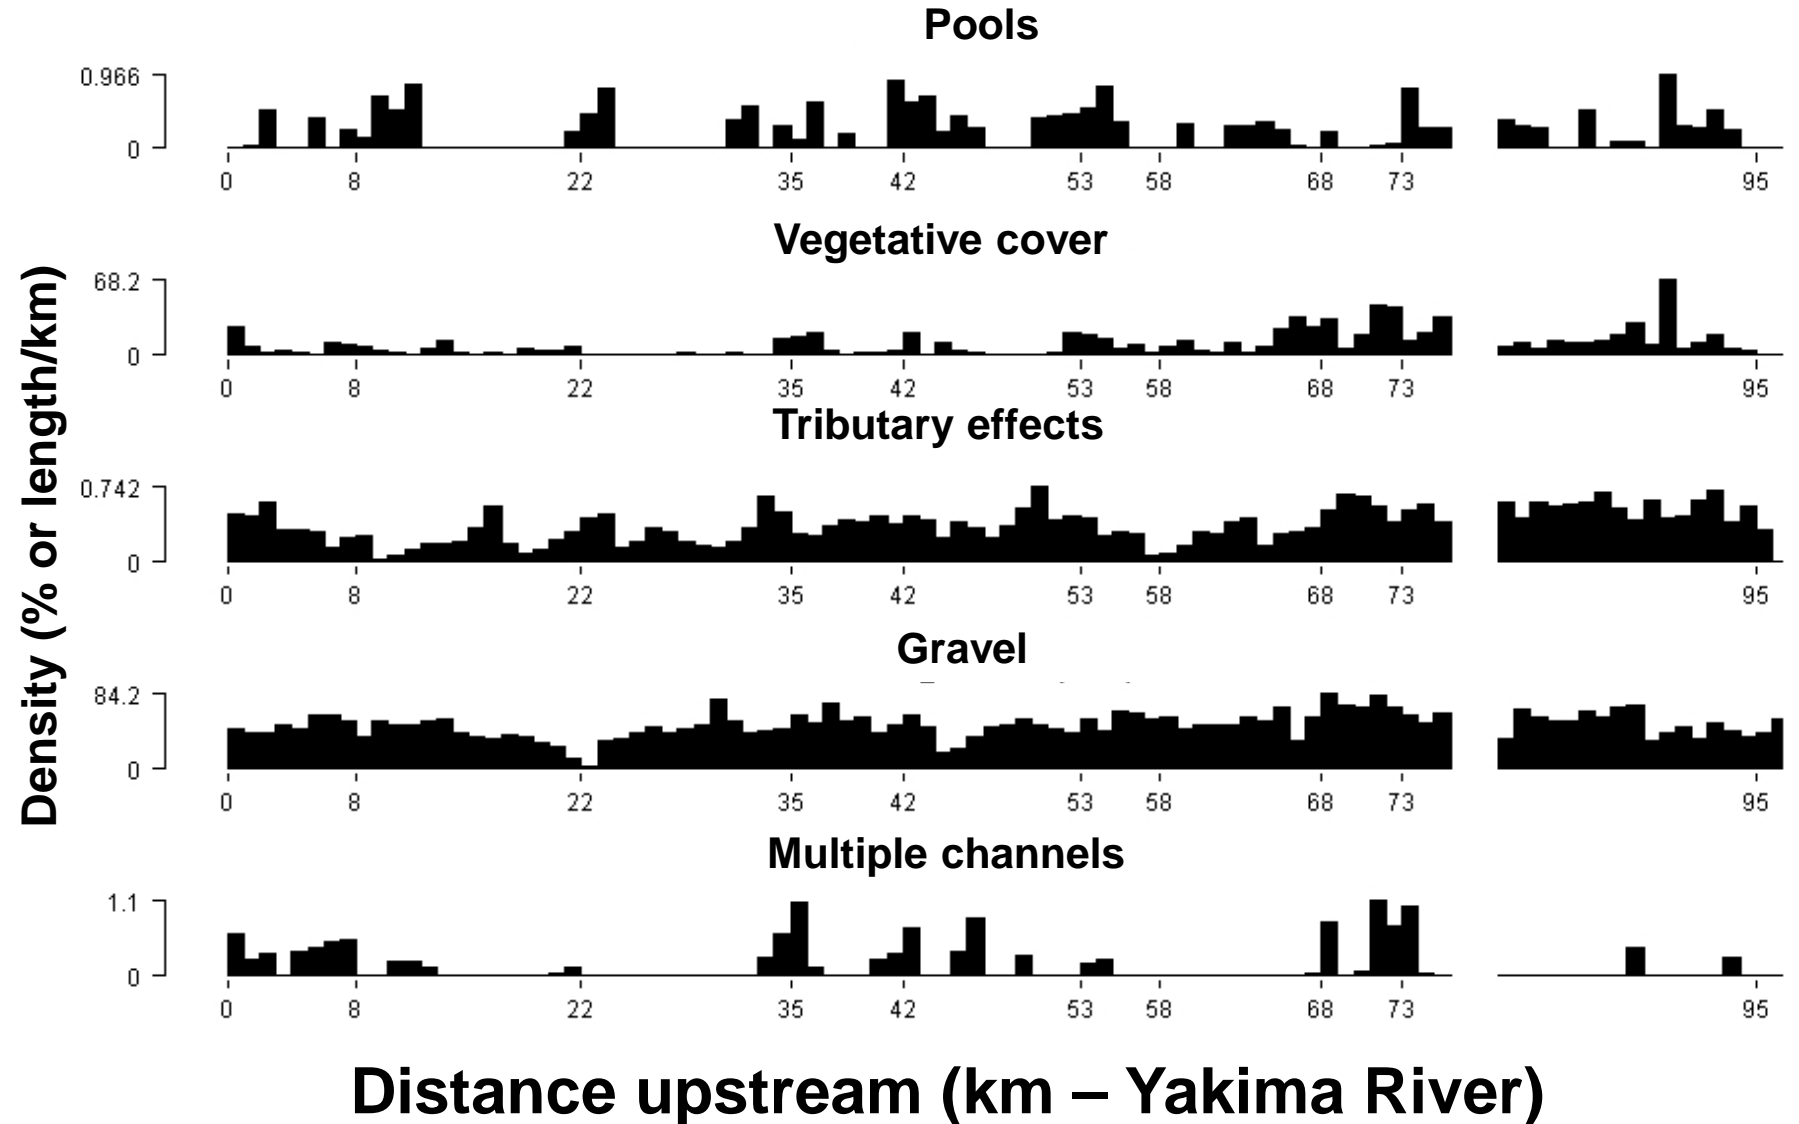 Pools
0.966
0
0 8 22 35 42 53 58 68 73 95
Vegetative cover
68.2
0
0 8 22 35 42 53 58 68 73 95
Tributary effects
0.742
0
0 8 22 35 42 53 58 68 73 95
Gravel
84.2
0
0 8 22 35 42 53 58 68 73 95
Multiple channels
1.1
0
0 8 22 35 42 53 58 68 73 95
Density (% or length/km)
Distance upstream (km – Yakima River)